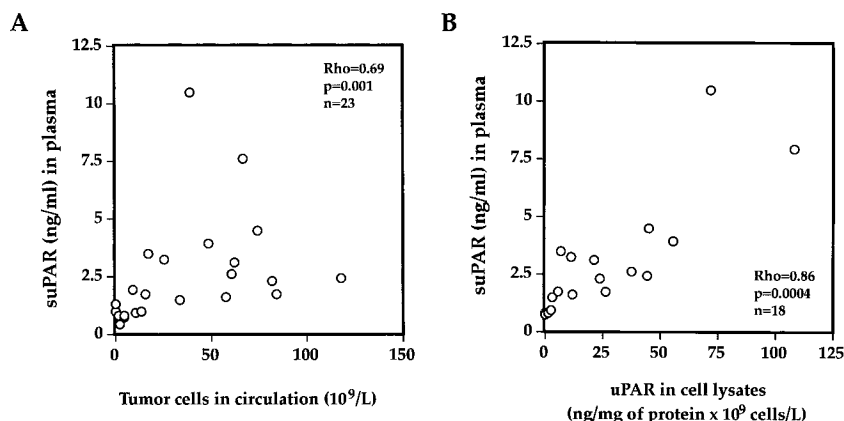 A
suPAR (ng/ml) in plasma
12.5
10
7.5
5
2.5
0
Rho=0.69
p=0.001
n=23
0 50 100 150
Tumor cells in circulation (10⁹/L)
B
suPAR (ng/ml) in plasma
12.5
10
7.5
5
2.5
0
Rho=0.86
p=0.0004
n=18
0 25 50 75 100 125
uPAR in cell lysates
(ng/mg of protein x 10⁹ cells/L)